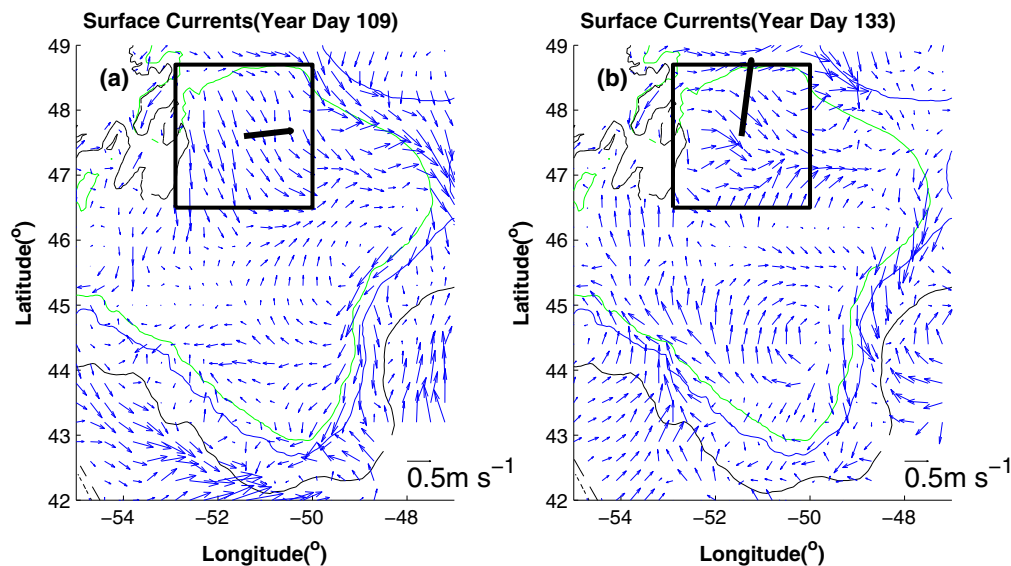 Surface Currents(Year Day 109)
(a)
49
48
47
46
45
44
43
42
Latitude(°)
−54
−52
−50
−48
Longitude(°)
0.5m s⁻¹
Surface Currents(Year Day 133)
(b)
49
48
47
46
45
44
43
42
Latitude(°)
−54
−52
−50
−48
Longitude(°)
0.5m s⁻¹